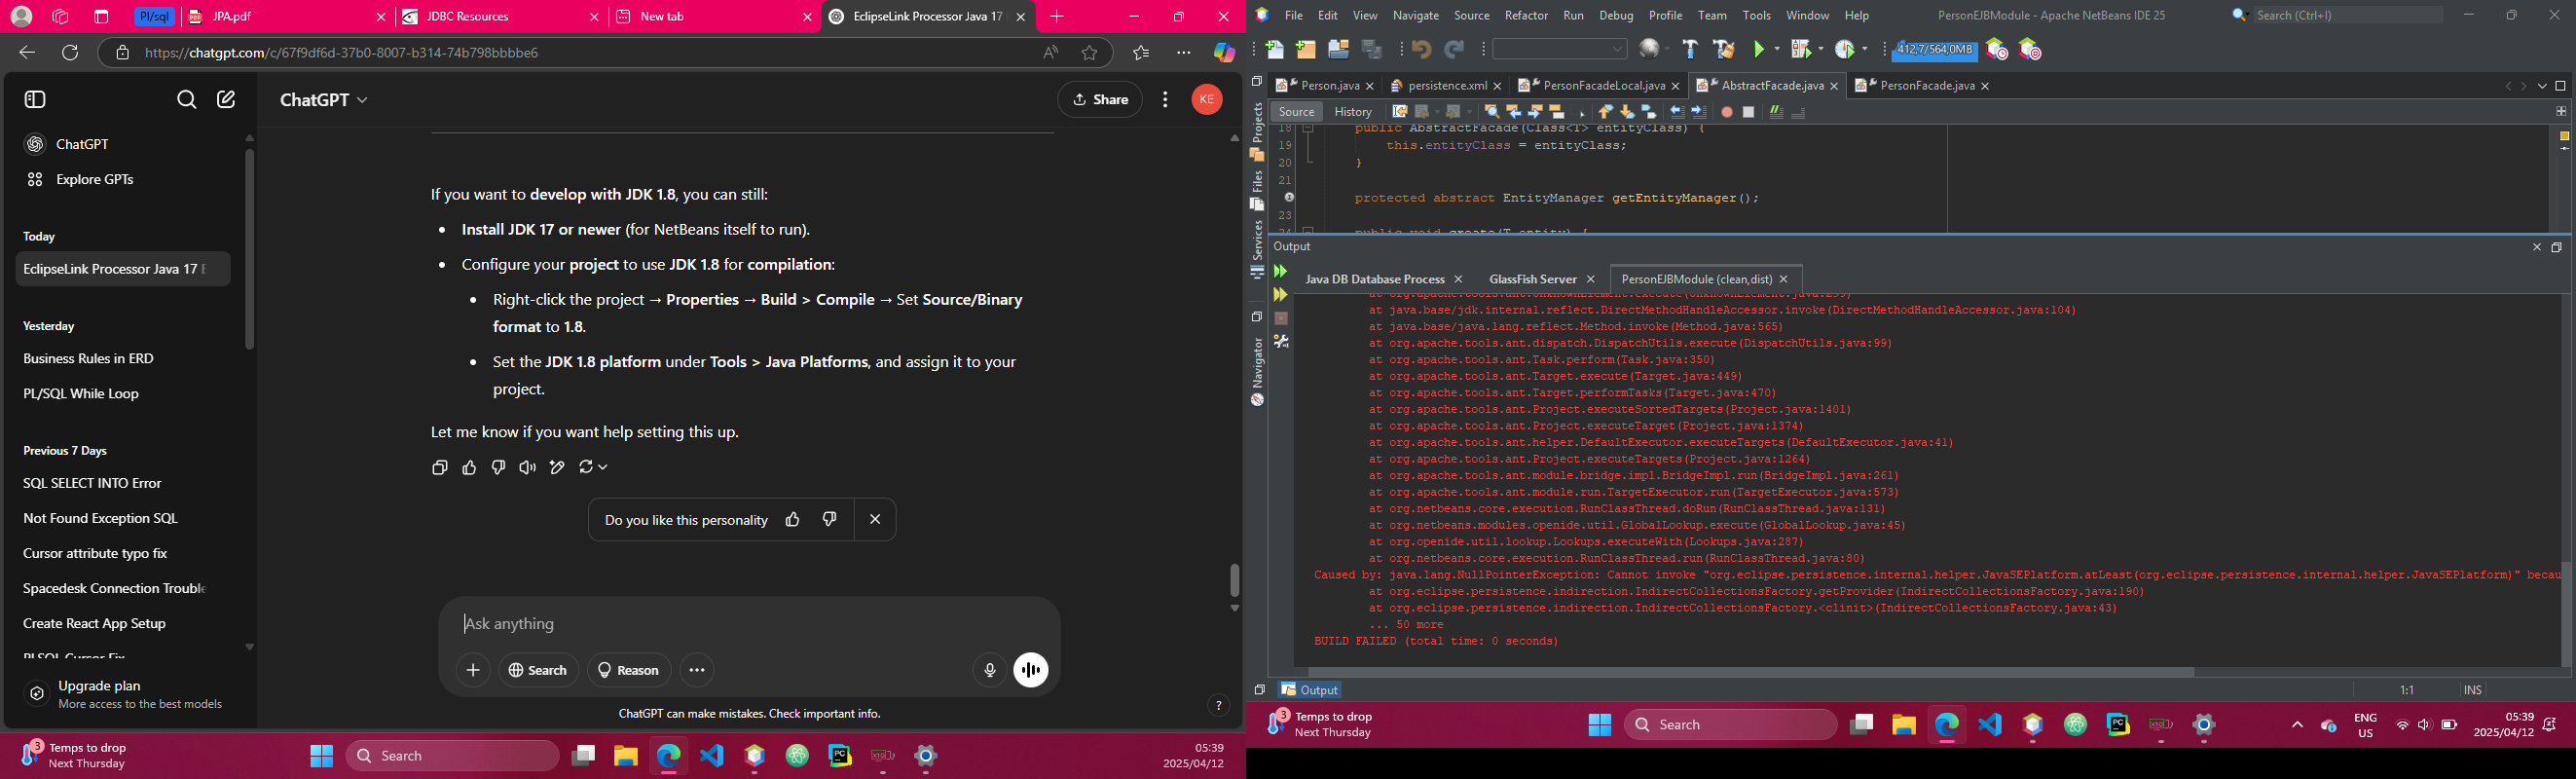 Pl/sql
JPA.pdf
JDBC Resources
New tab
EclipseLink Processor Java 17
https://chatgpt.com/c/67f9df6d-37b0-8007-b314-74b798bbbbe6
ChatGPT
Share
KE
ChatGPT
Explore GPTs
Today
EclipseLink Processor Java 17 E
Yesterday
Business Rules in ERD
PL/SQL While Loop
Previous 7 Days
SQL SELECT INTO Error
Not Found Exception SQL
Cursor attribute typo fix
Spacedesk Connection Trouble
Create React App Setup
PLSQL Cursor Fix
Upgrade plan
More access to the best models
If you want to develop with JDK 1.8, you can still:
• Install JDK 17 or newer (for NetBeans itself to run).
• Configure your project to use JDK 1.8 for compilation:
• Right-click the project → Properties → Build > Compile → Set Source/Binary
format to 1.8.
• Set the JDK 1.8 platform under Tools > Java Platforms, and assign it to your
project.
Let me know if you want help setting this up.
Do you like this personality
Ask anything
Search
Reason
ChatGPT can make mistakes. Check important info.
?
3
Temps to drop
Next Thursday
Search
05:39
2025/04/12
File Edit View Navigate Source Refactor Run Debug Profile Team Tools Window Help
PersonEJBModule - Apache NetBeans IDE 25
Search (Ctrl+I)
412,7/564,0MB
Person.java
persistence.xml
PersonFacadeLocal.java
AbstractFacade.java
PersonFacade.java
Source
History
Projects
Files
Services
Navigator
18 public AbstractFacade(Class<T> entityClass) {
19 this.entityClass = entityClass;
20 }
21
protected abstract EntityManager getEntityManager();
23
24 public void create(T entity) {
Output
Java DB Database Process
GlassFish Server
PersonEJBModule (clean,dist)
at org.apache.tools.ant.UnknownElement.execute(UnknownElement.java:299)
at java.base/jdk.internal.reflect.DirectMethodHandleAccessor.invoke(DirectMethodHandleAccessor.java:104)
at java.base/java.lang.reflect.Method.invoke(Method.java:565)
at org.apache.tools.ant.dispatch.DispatchUtils.execute(DispatchUtils.java:99)
at org.apache.tools.ant.Task.perform(Task.java:350)
at org.apache.tools.ant.Target.execute(Target.java:449)
at org.apache.tools.ant.Target.performTasks(Target.java:470)
at org.apache.tools.ant.Project.executeSortedTargets(Project.java:1401)
at org.apache.tools.ant.Project.executeTarget(Project.java:1374)
at org.apache.tools.ant.helper.DefaultExecutor.executeTargets(DefaultExecutor.java:41)
at org.apache.tools.ant.Project.executeTargets(Project.java:1264)
at org.apache.tools.ant.module.bridge.impl.BridgeImpl.run(BridgeImpl.java:261)
at org.apache.tools.ant.module.run.TargetExecutor.run(TargetExecutor.java:573)
at org.netbeans.core.execution.RunClassThread.doRun(RunClassThread.java:131)
at org.netbeans.modules.openide.util.GlobalLookup.execute(GlobalLookup.java:45)
at org.openide.util.lookup.Lookups.executeWith(Lookups.java:287)
at org.netbeans.core.execution.RunClassThread.run(RunClassThread.java:80)
Caused by: java.lang.NullPointerException: Cannot invoke "org.eclipse.persistence.internal.helper.JavaSEPlatform.atLeast(org.eclipse.persistence.internal.helper.JavaSEPlatform)" becau
at org.eclipse.persistence.indirection.IndirectCollectionsFactory.getProvider(IndirectCollectionsFactory.java:190)
at org.eclipse.persistence.indirection.IndirectCollectionsFactory.<clinit>(IndirectCollectionsFactory.java:43)
... 50 more
BUILD FAILED (total time: 0 seconds)
Output
1:1
INS
3
Temps to drop
Next Thursday
Search
ENG
US
05:39
2025/04/12